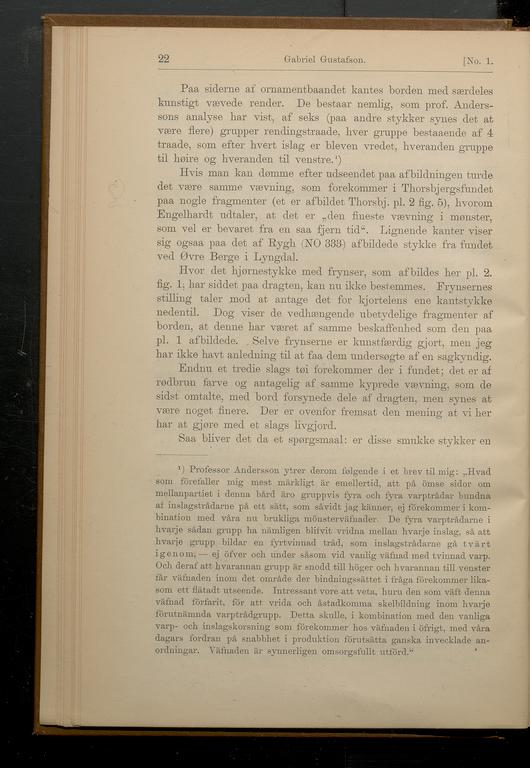 22 Gabriel Gustafson. [No. 1.
Paa siderne af ornamentbaandet kantes borden med særdeles
kunstigt vævede render. De bestaar nemlig, som prof. Anders-
sons analyse har vist, af seks (paa andre stykker synes det at
være flere) grupper rendingstraade, hver gruppe bestaaende af 4
traade, som efter hvert islag er bleven vredet, hveranden gruppe
til høire og hveranden til venstre.¹)
Hvis man kan dømme efter udseendet paa afbildningen turde
det være samme vævning, som forekommer i Thorsbjergsfundet
paa nogle fragmenter (et er afbildet Thorsbj. pl. 2 fig. 5), hvorom
Engelhardt udtaler, at det er „den fineste vævning i mønster,
som vel er bevaret fra en saa fjern tid“. Lignende kanter viser
sig ogsaa paa det af Rygh (NO 333) afbildede stykke fra fundet
ved Øvre Berge i Lyngdal.
Hvor det hjørnestykke med frynser, som afbildes her pl. 2.
fig. 1, har siddet paa dragten, kan nu ikke bestemmes. Frynsernes
stilling taler mod at antage det for kjortelens ene kantstykke
nedentil. Dog viser de vedhængende ubetydelige fragmenter af
borden, at denne har været af samme beskaffenhed som den paa
pl. 1 afbildede. Selve frynserne er kunstfærdig gjort, men jeg
har ikke havt anledning til at faa dem undersøgte af en sagkyndig.
Endnu et tredie slags tøi forekommer der i fundet; det er af
rødbrun farve og antagelig af samme kyprede vævning, som de
sidst omtalte, med bord forsynede dele af dragten, men synes at
være noget finere. Der er ovenfor fremsat den mening at vi her
har at gjøre med et slags livgjord.
Saa bliver det da et spørgsmaal: er disse smukke stykker en
¹) Professor Andersson ytrer derom følgende i et brev til mig: „Hvad
som förefaller mig mest märkligt är emellertid, att på ömse sidor om
mellanpartiet i denna bård äro gruppvis fyra och fyra varptrådar bundna
af inslagstrådarne på ett sätt, som såvidt jag känner, ej förekommer i kom-
bination med våra nu brukliga mönsterväfnader. De fyra varptrådarne i
hvarje sådan grupp ha nämligen blifvit vridna mellan hvarje inslag, så att
hvarje grupp bildar en fyrtvinnad tråd, som inslagstrådarne gå tvärt
igenom, — ej öfver och under såsom vid vanlig väfnad med tvinnad varp.
Och deraf att hvarannan grupp är snodd till höger och hvarannan till venster
får väfnaden inom det område der bindningssättet i fråga förekommer lika-
som ett flätadt utseende. Intressant vore att veta, huru den som väft denna
väfnad förfarit, för att vrida och åstadkomma skelbildning inom hvarje
förutnämnda varptrådgrupp. Detta skulle, i kombination med den vanliga
varp- och inslagskorsning som förekommer hos väfnaden i öfrigt, med våra
dagars fordran på snabbhet i produktion förutsätta ganska invecklade an-
ordningar. Väfnaden är synnerligen omsorgsfullt utförd.“